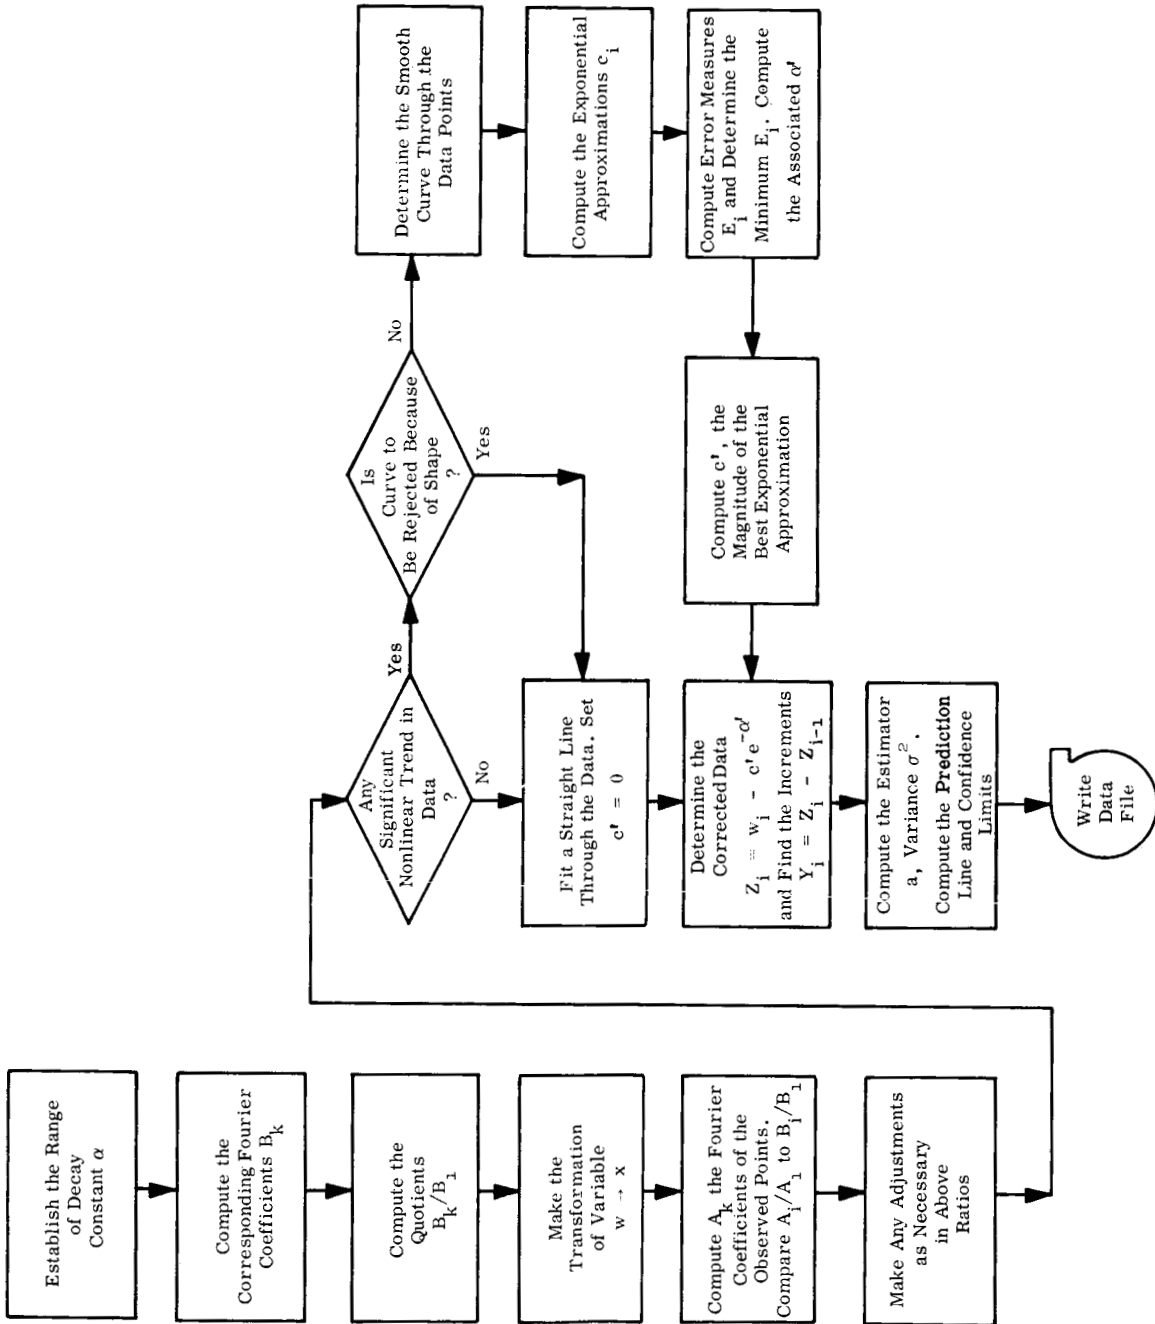 Establish the Range
of Decay
Constant α
Compute the
Corresponding Fourier
Coefficients B_k
Compute the
Quotients
B_k/B_1
Make the
Transformation
of Variable
w → x
Compute A_k the Fourier
Coefficients of the
Observed Points.
Compare A_i/A_1 to B_i/B_1
Make Any Adjustments
as Necessary
in Above
Ratios
Any
Significant
Nonlinear Trend in
Data
?
Yes
No
Is
Curve to
Be Rejected Because
of Shape
?
No
Yes
Determine the Smooth
Curve Through the
Data Points
Compute the Exponential
Approximations c_i
Compute Error Measures
E_i and Determine the
Minimum E_i. Compute
the Associated α'
Compute c', the
Magnitude of the
Best Exponential
Approximation
Fit a Straight Line
Through the Data. Set
c' = 0
Determine the
Corrected Data
Z_i = w_i - c' e^-α'
and Find the Increments
Y_i = Z_i - Z_i-1
Compute the Estimator
a, Variance σ^2.
Compute the Prediction
Line and Confidence
Limits
Write
Data
File